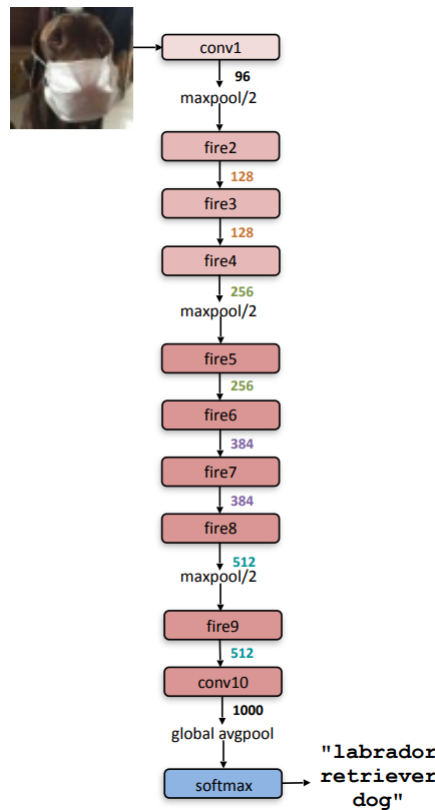 conv1
96
maxpool/2
fire2
128
fire3
128
fire4
256
maxpool/2
fire5
256
fire6
384
fire7
384
fire8
512
maxpool/2
fire9
512
conv10
1000
global avgpool
softmax
"labrador
retriever
dog"